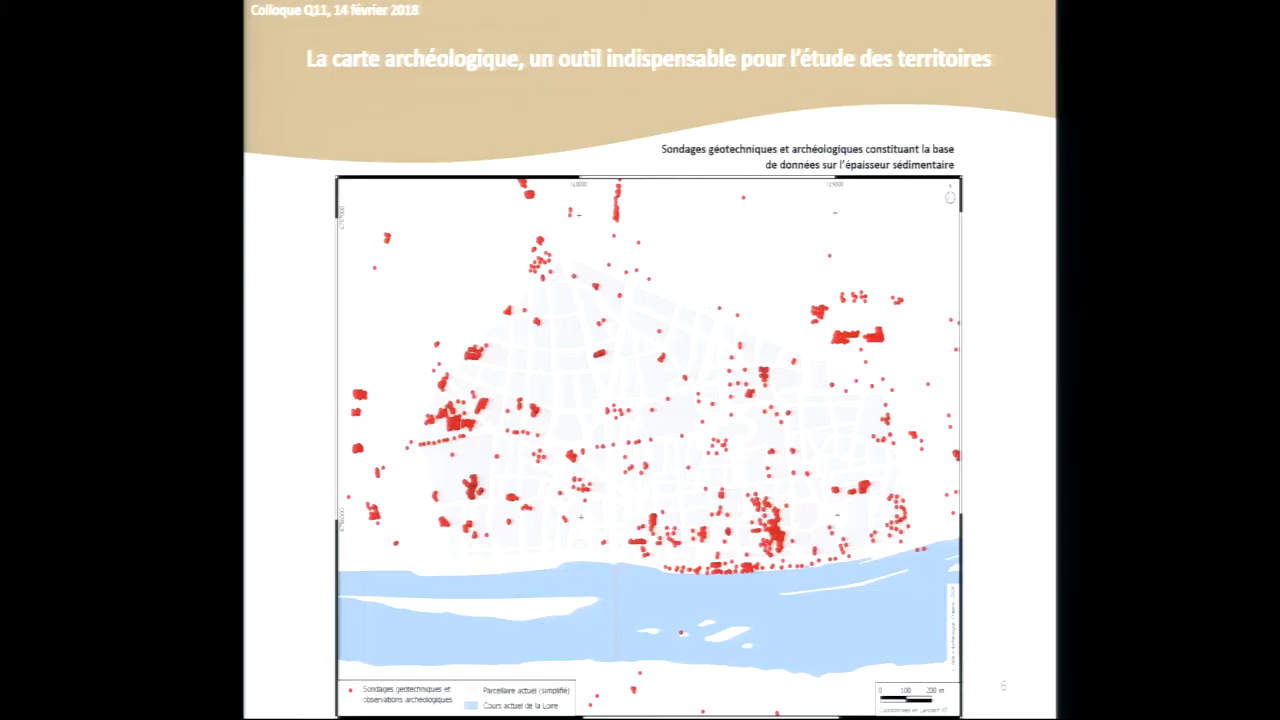 Colloque Q11, 14 février 2018
La carte archéologique, un outil indispensable pour l'étude des territoires
Sondages géotechniques et archéologiques constituant la base
de données sur l'épaisseur sédimentaire
Sondages géotechniques et
observations archéologiques
Parcellaire actuel (simplifié)
Cours actuel de la Loire
0 100 200 m
6